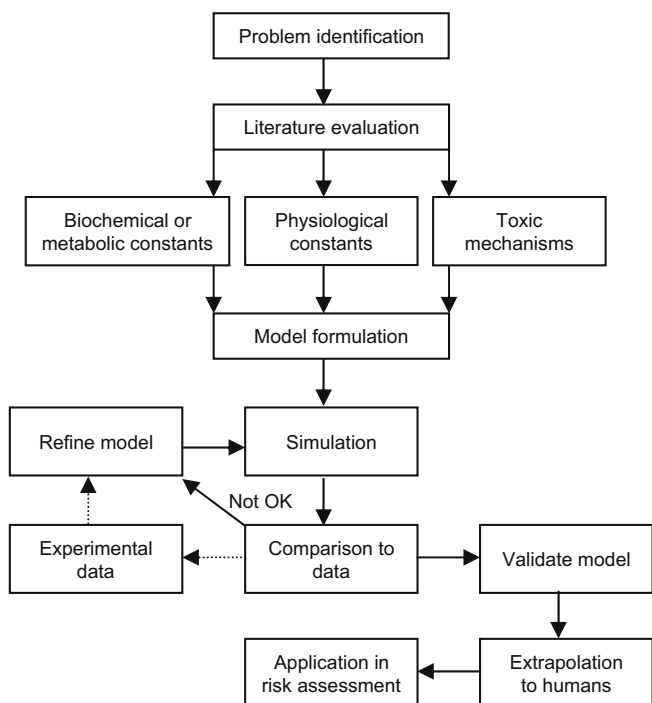 Problem identification
Literature evaluation
Biochemical or
metabolic constants
Physiological
constants
Toxic
mechanisms
Model formulation
Refine model
Simulation
Not OK
Experimental
data
Comparison to
data
Validate model
Application in
risk assessment
Extrapolation
to humans